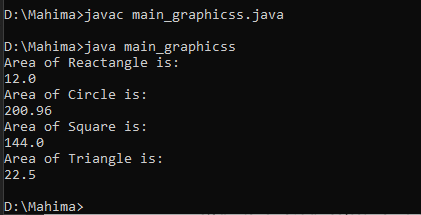 D:\Mahima>javac main_graphicss.java
D:\Mahima>java main_graphicss
Area of Reactangle is:
12.0
Area of Circle is:
200.96
Area of Square is:
144.0
Area of Triangle is:
22.5
D:\Mahima>